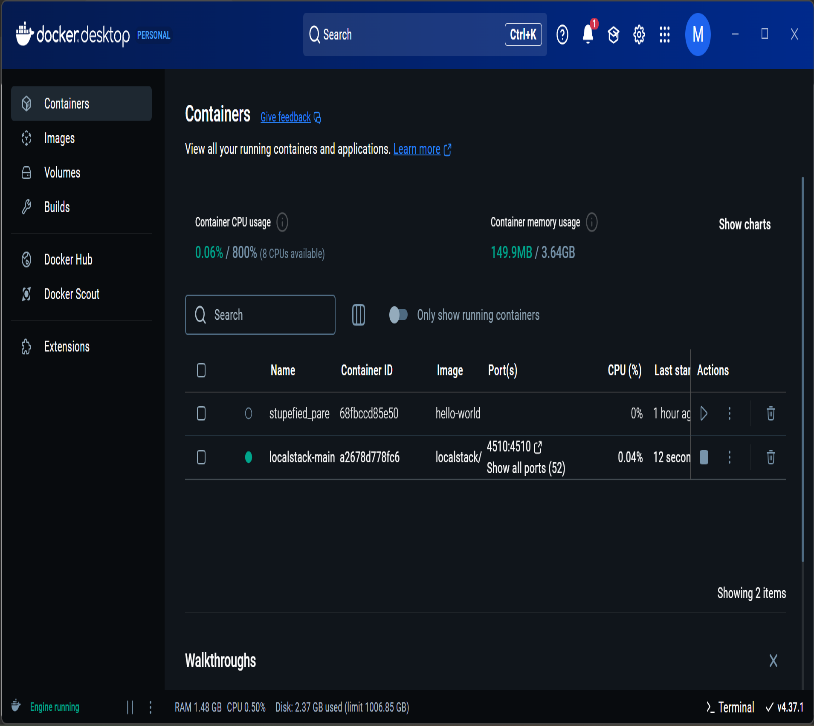 docker.desktop PERSONAL
Search Ctrl+K
1
M
Containers
Images
Volumes
Builds
Docker Hub
Docker Scout
Extensions
Containers Give feedback
View all your running containers and applications. Learn more
Container CPU usage
0.06% / 800% (8 CPUs available)
Container memory usage
149.9MB / 3.64GB
Show charts
Search
Only show running containers
Name Container ID Image Port(s) CPU (%) Last star Actions
stupefied_pare 68fbccd85e50 hello-world 0% 1 hour ag
localstack-main a2678d778fc6 localstack/ 4510:4510 0.04% 12 secon
Show all ports (52)
Showing 2 items
Walkthroughs
Engine running
RAM 1.48 GB CPU 0.50% Disk: 2.37 GB used (limit 1006.85 GB)
Terminal
v4.37.1